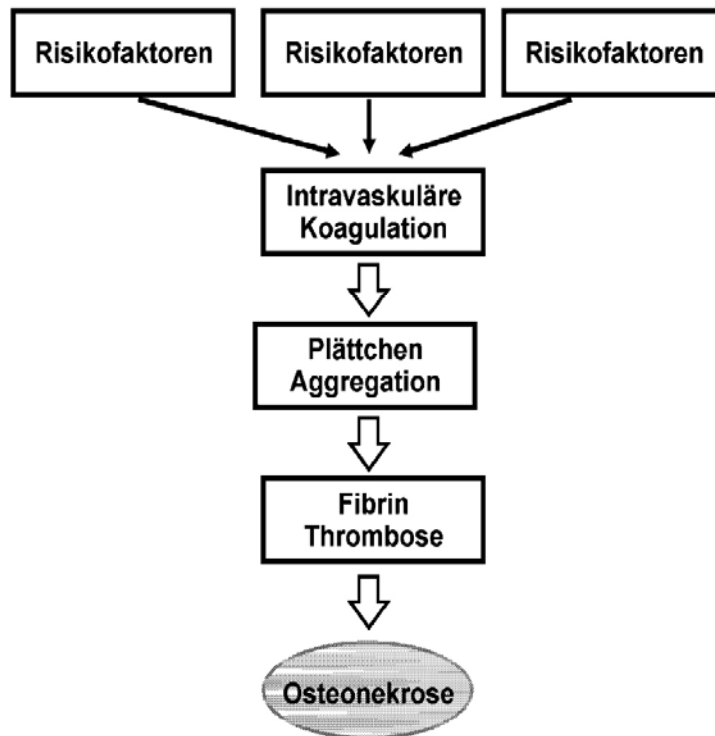 Risikofaktoren
Risikofaktoren
Risikofaktoren
Intravaskuläre
Koagulation
Plättchen
Aggregation
Fibrin
Thrombose
Osteonekrose